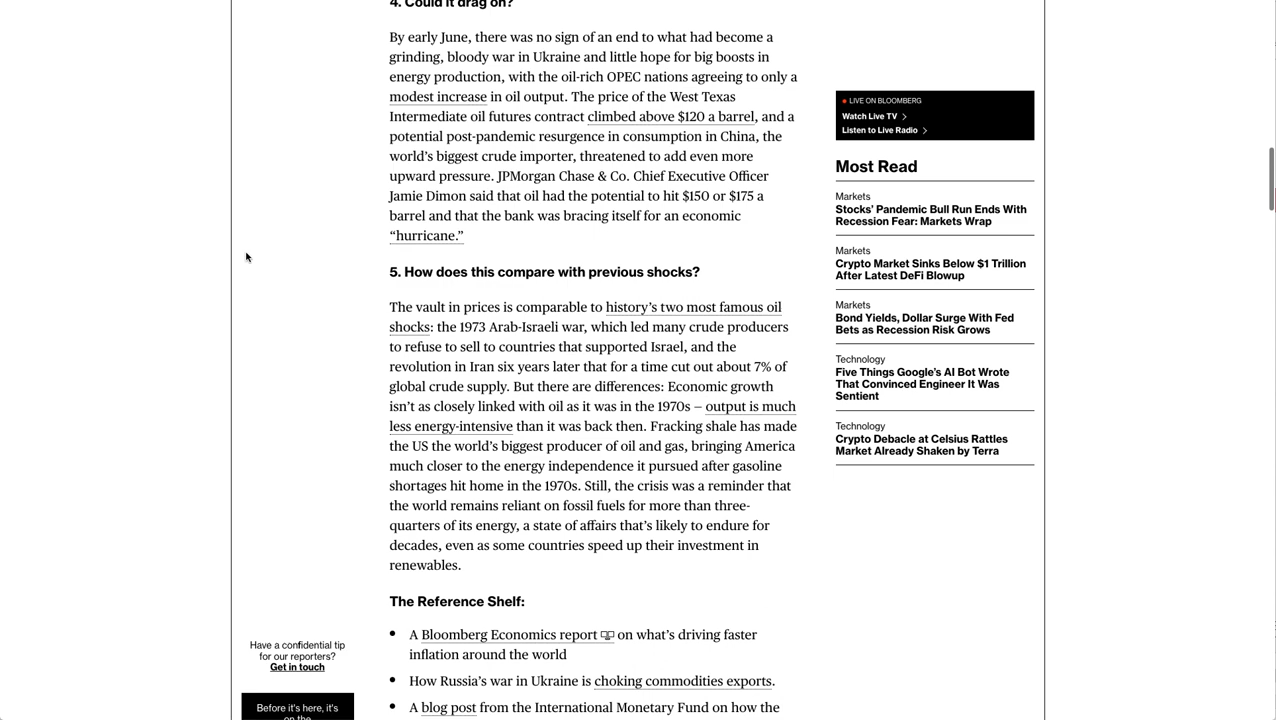 4. Could it drag on?
By early June, there was no sign of an end to what had become a
grinding, bloody war in Ukraine and little hope for big boosts in
energy production, with the oil-rich OPEC nations agreeing to only a
modest increase in oil output. The price of the West Texas
Intermediate oil futures contract climbed above $120 a barrel, and a
potential post-pandemic resurgence in consumption in China, the
world's biggest crude importer, threatened to add even more
upward pressure. JPMorgan Chase & Co. Chief Executive Officer
Jamie Dimon said that oil had the potential to hit $150 or $175 a
barrel and that the bank was bracing itself for an economic
“hurricane.”
5. How does this compare with previous shocks?
The vault in prices is comparable to history's two most famous oil
shocks: the 1973 Arab-Israeli war, which led many crude producers
to refuse to sell to countries that supported Israel, and the
revolution in Iran six years later that for a time cut out about 7% of
global crude supply. But there are differences: Economic growth
isn't as closely linked with oil as it was in the 1970s — output is much
less energy-intensive than it was back then. Fracking shale has made
the US the world's biggest producer of oil and gas, bringing America
much closer to the energy independence it pursued after gasoline
shortages hit home in the 1970s. Still, the crisis was a reminder that
the world remains reliant on fossil fuels for more than three-
quarters of its energy, a state of affairs that's likely to endure for
decades, even as some countries speed up their investment in
renewables.
The Reference Shelf:
• A Bloomberg Economics report on what's driving faster
inflation around the world
• How Russia's war in Ukraine is choking commodities exports.
• A blog post from the International Monetary Fund on how the
LIVE ON BLOOMBERG
Watch Live TV
Listen to Live Radio
Most Read
Markets
Stocks' Pandemic Bull Run Ends With
Recession Fear: Markets Wrap
Markets
Crypto Market Sinks Below $1 Trillion
After Latest DeFi Blowup
Markets
Bond Yields, Dollar Surge With Fed
Bets as Recession Risk Grows
Technology
Five Things Google's AI Bot Wrote
That Convinced Engineer It Was
Sentient
Technology
Crypto Debacle at Celsius Rattles
Market Already Shaken by Terra
Have a confidential tip
for our reporters?
Get in touch
Before it's here, it's
on the